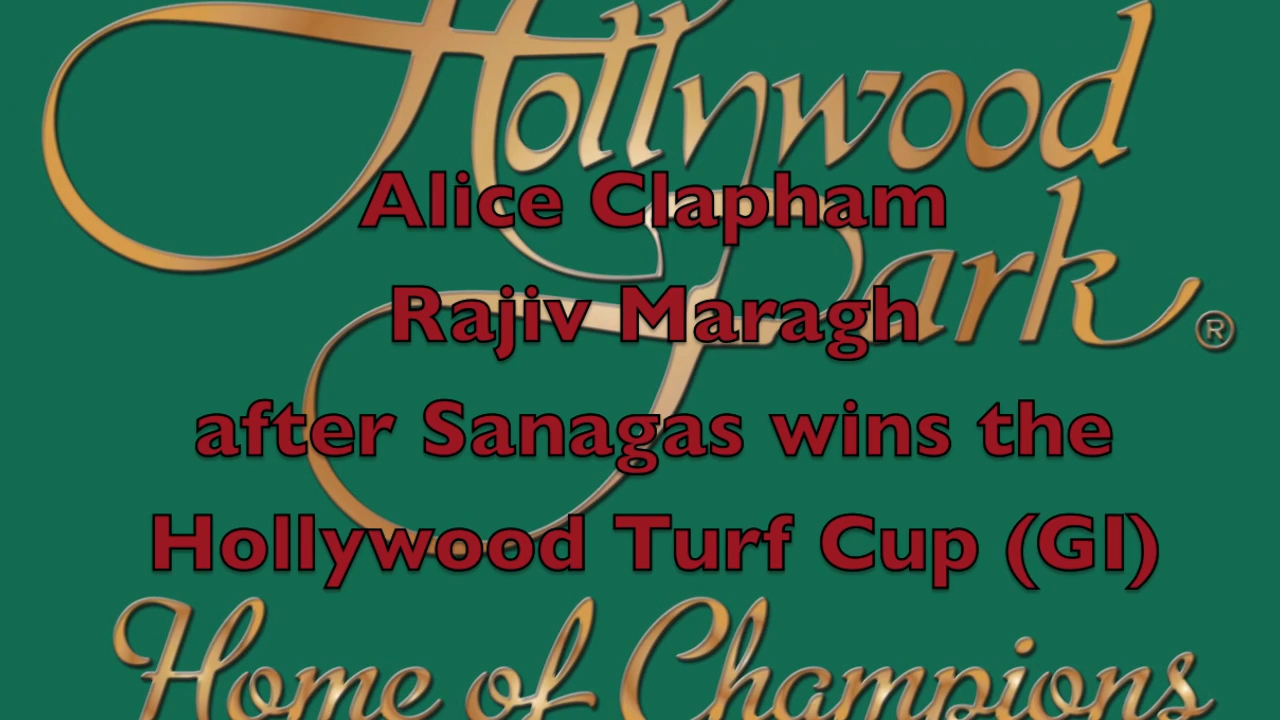 Hollywood
Park®
Alice Clapham
Rajiv Maragh
after Sanagas wins the
Hollywood Turf Cup (GI)
Home of Champions